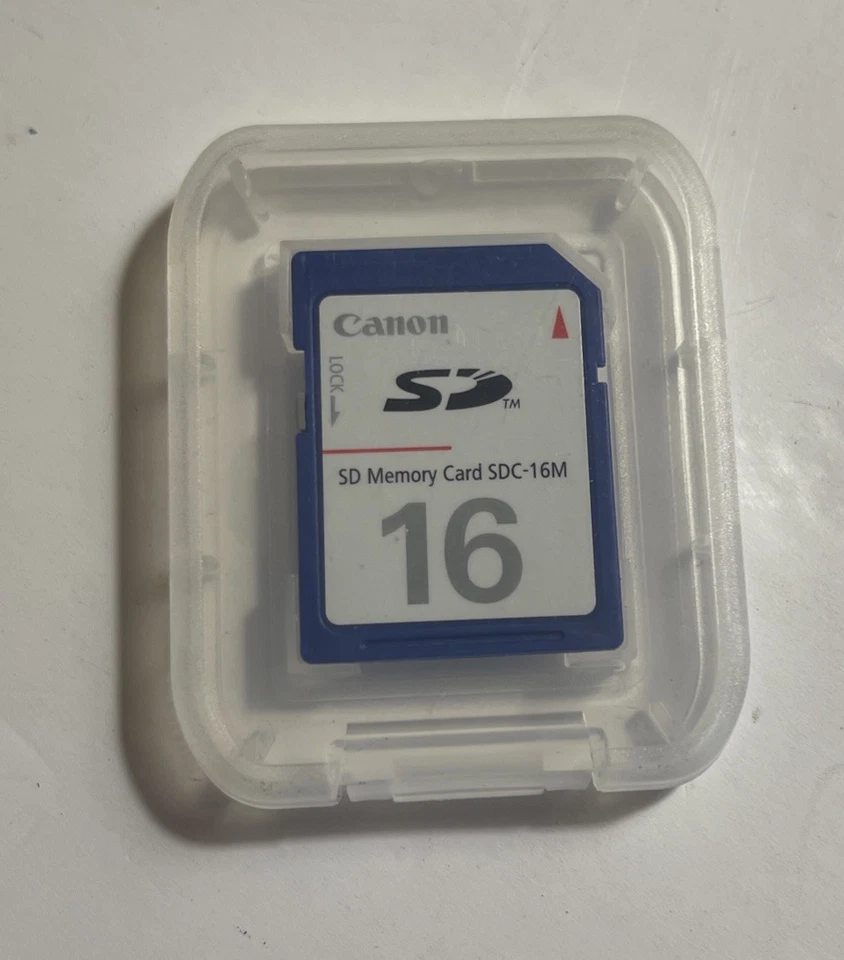 Canon
LOCK
SD™
SD Memory Card SDC-16M
16